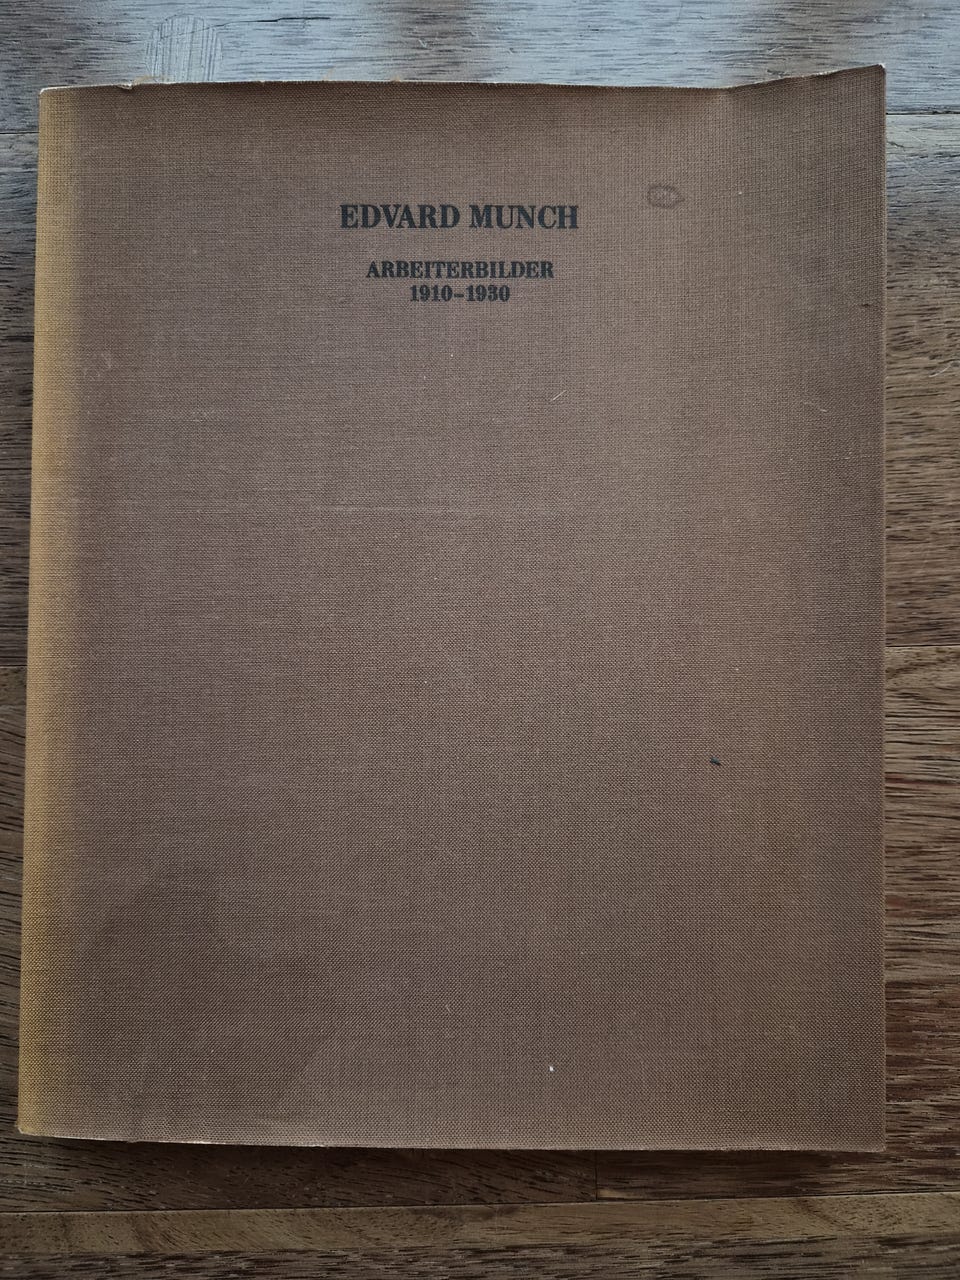 EDVARD MUNCH
ARBEITERBILDER
1910–1930